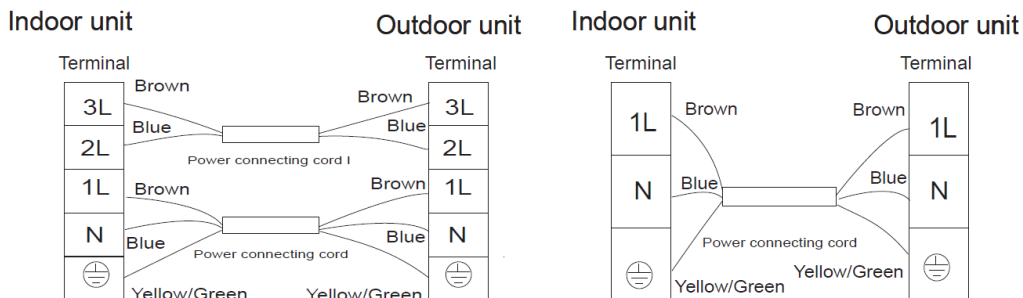 Indoor unit
Outdoor unit
Terminal
Terminal
Brown
Brown
3L
3L
Blue
Blue
2L
2L
Power connecting cord I
1L
Brown
Brown
1L
N
Blue
Blue
N
Power connecting cord
Yellow/Green
Yellow/Green
Indoor unit
Outdoor unit
Terminal
Terminal
1L
Brown
Brown
1L
N
Blue
Blue
N
Power connecting cord
Yellow/Green
Yellow/Green